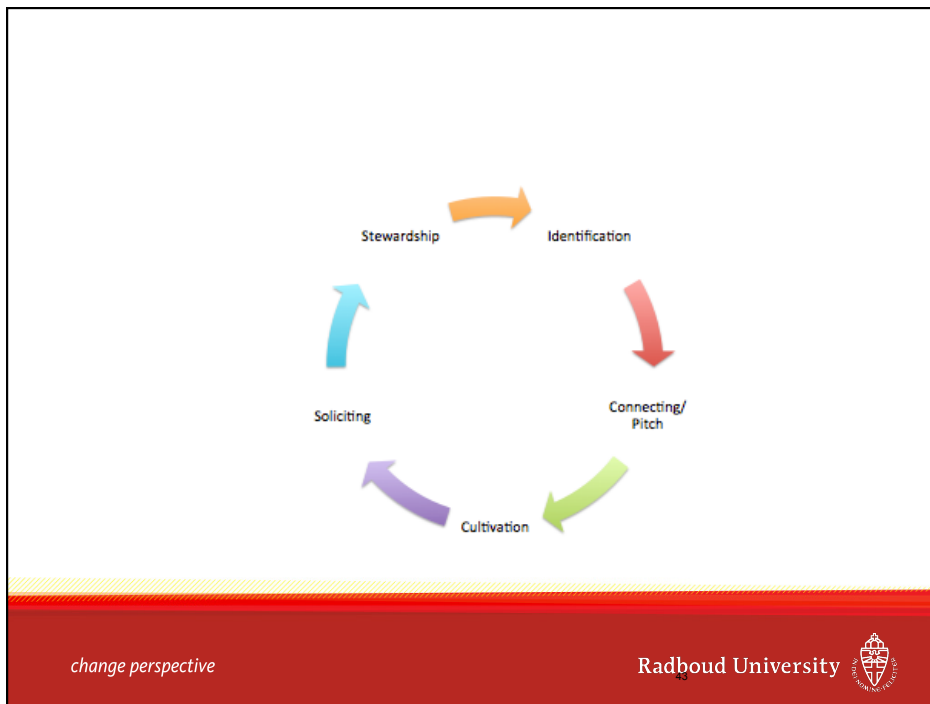 Stewardship
Identification
Connecting/
Pitch
Cultivation
Soliciting
change perspective
Radboud University
43